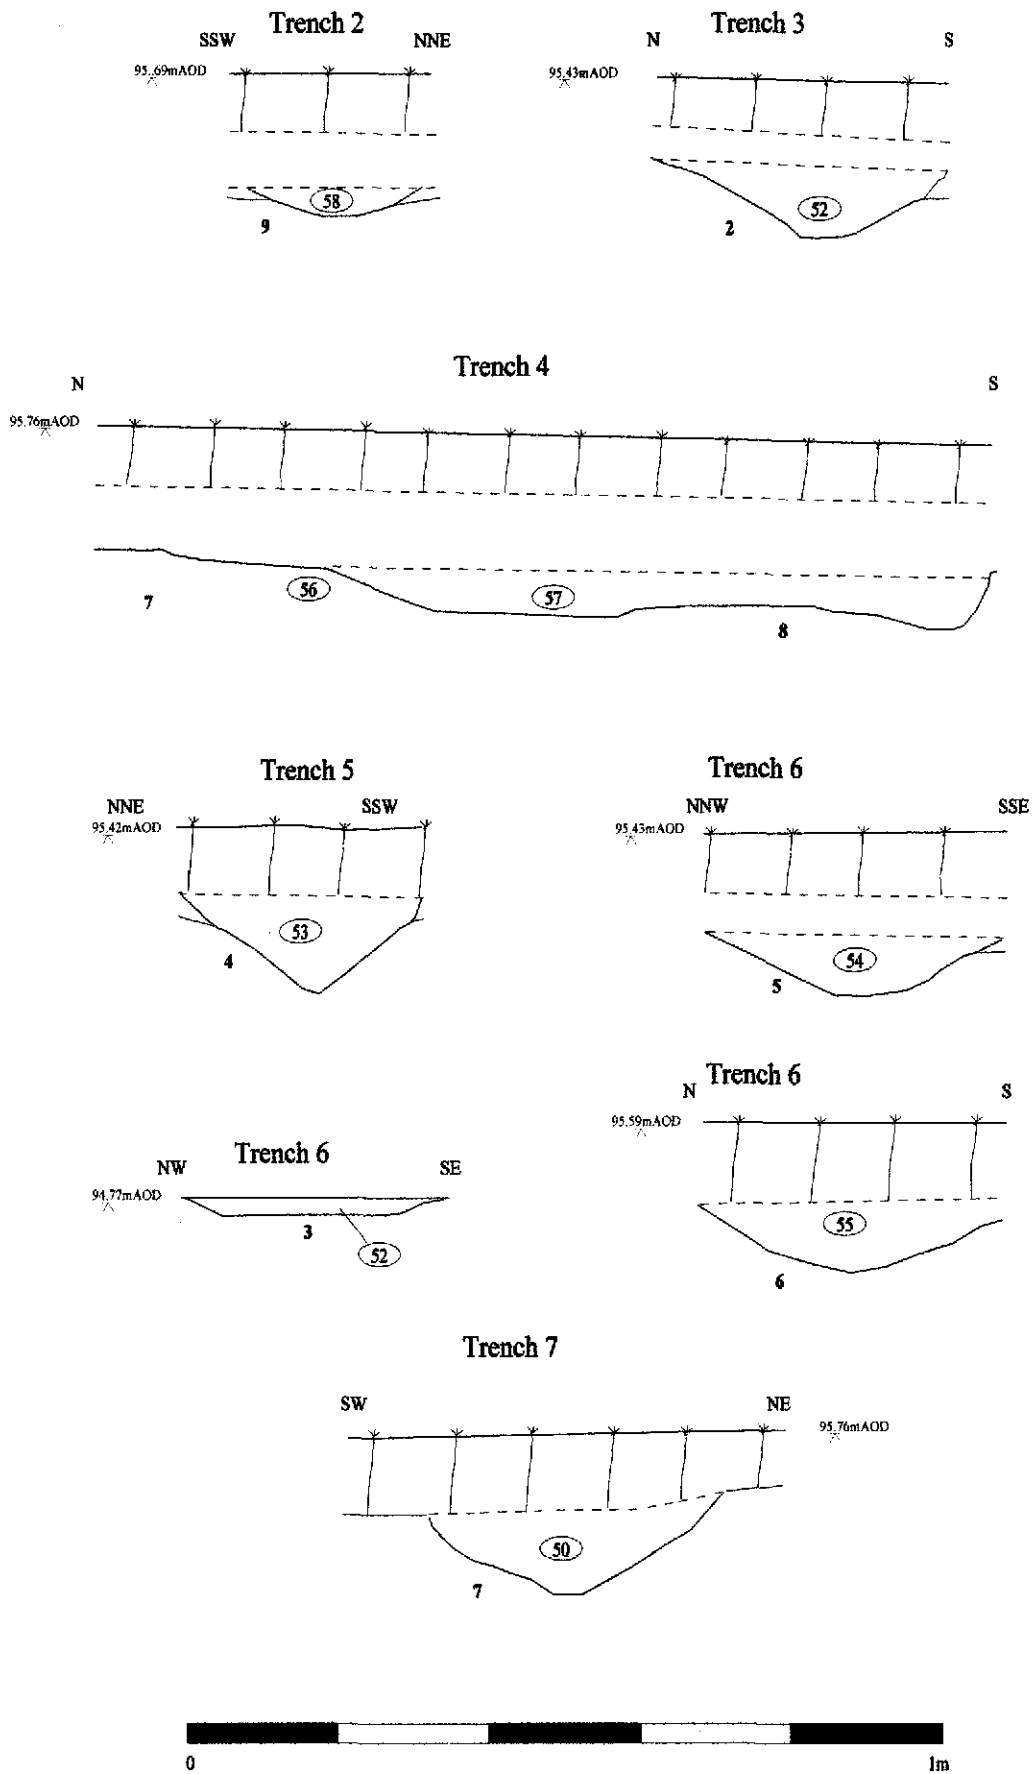 Trench 2
SSW NNE
95.69mAOD
58
9
Trench 3
N S
95.43mAOD
52
2
Trench 4
N S
95.76mAOD
56
57
7
8
Trench 5
NNE SSW
95.42mAOD
53
4
Trench 6
NNW SSE
95.43mAOD
54
5
Trench 6
NW SE
94.77mAOD
3
52
Trench 6
N S
95.59mAOD
55
6
Trench 7
SW NE
95.76mAOD
50
7
0 1m